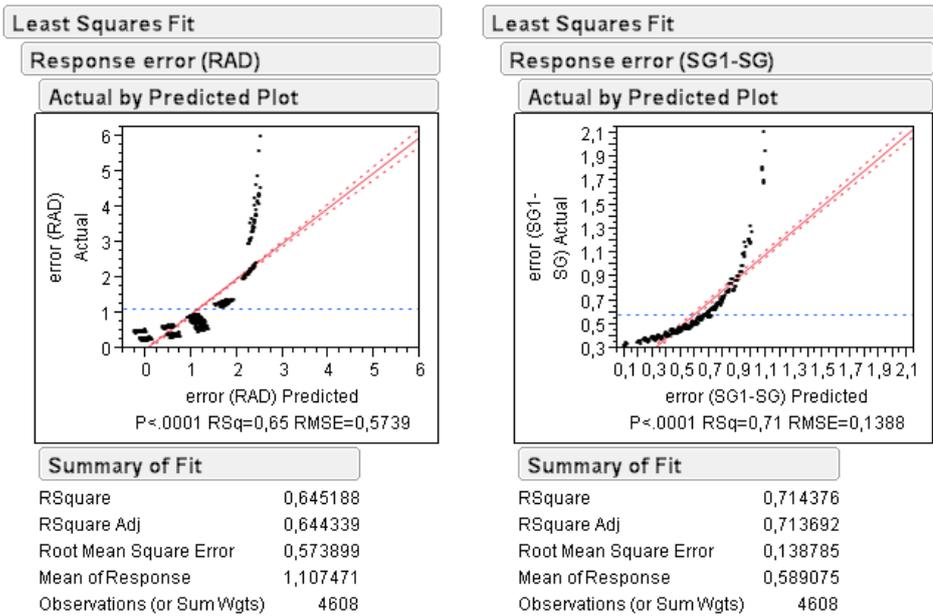 Least Squares Fit
Response error (RAD)
Actual by Predicted Plot
error (RAD)
Actual
6
5
4
3
2
1
0
0 1 2 3 4 5 6
error (RAD) Predicted
P<.0001 RSq=0,65 RMSE=0,5739
Summary of Fit
RSquare 0,645188
RSquare Adj 0,644339
Root Mean Square Error 0,573899
Mean of Response 1,107471
Observations (or Sum Wgts) 4608
Least Squares Fit
Response error (SG1-SG)
Actual by Predicted Plot
error (SG1-
SG) Actual
2,1
1,9
1,7
1,5
1,3
1,1
0,9
0,7
0,5
0,3
0,1 0,3 0,5 0,7 0,9 1,1 1,3 1,5 1,7 1,9 2,1
error (SG1-SG) Predicted
P<.0001 RSq=0,71 RMSE=0,1388
Summary of Fit
RSquare 0,714376
RSquare Adj 0,713692
Root Mean Square Error 0,138785
Mean of Response 0,589075
Observations (or Sum Wgts) 4608